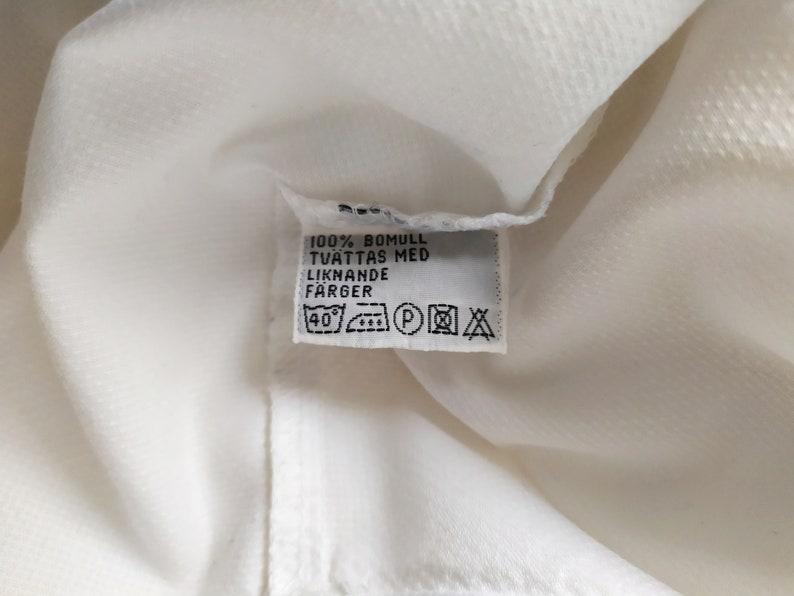 100% BOMULL
TVÄTTAS MED
LIKNANDE
FÄRGER
40° P